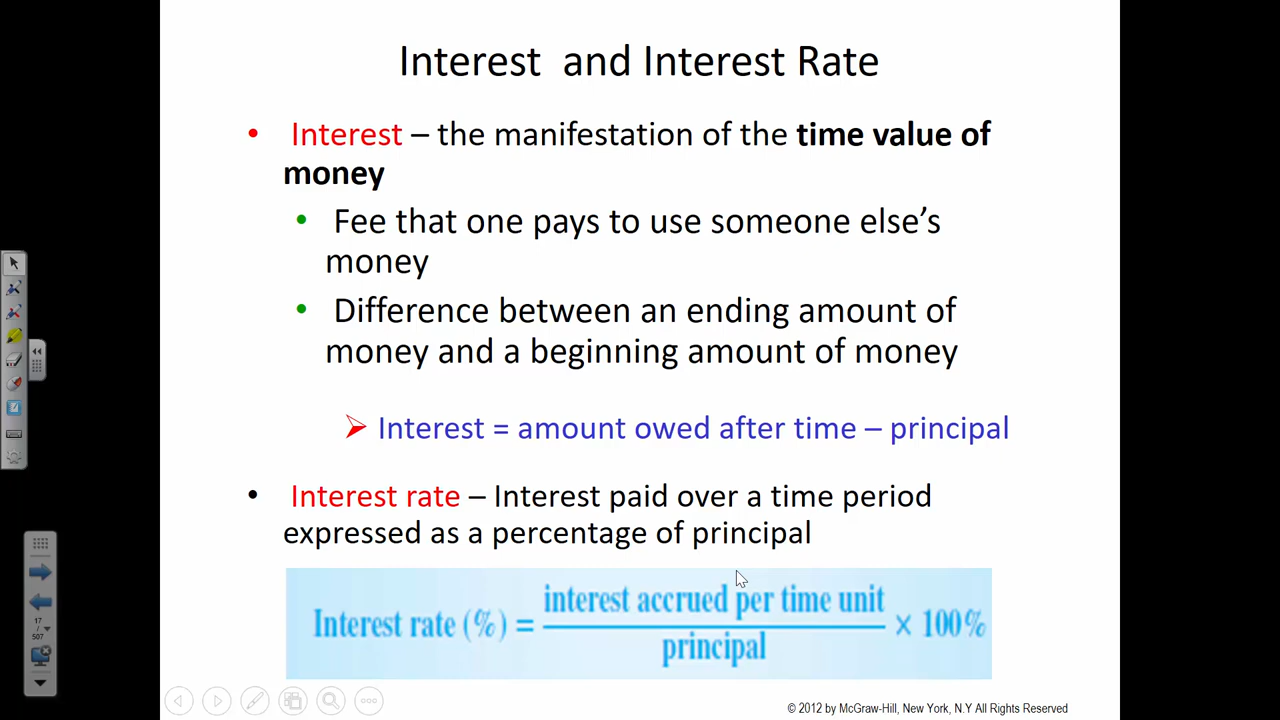 Interest and Interest Rate
• Interest – the manifestation of the time value of
money
• Fee that one pays to use someone else’s
money
• Difference between an ending amount of
money and a beginning amount of money
➢ Interest = amount owed after time – principal
• Interest rate – Interest paid over a time period
expressed as a percentage of principal
interest accrued per time unit
Interest rate (%) = × 100%
principal
17
/
507
© 2012 by McGraw-Hill, New York, N.Y All Rights Reserved